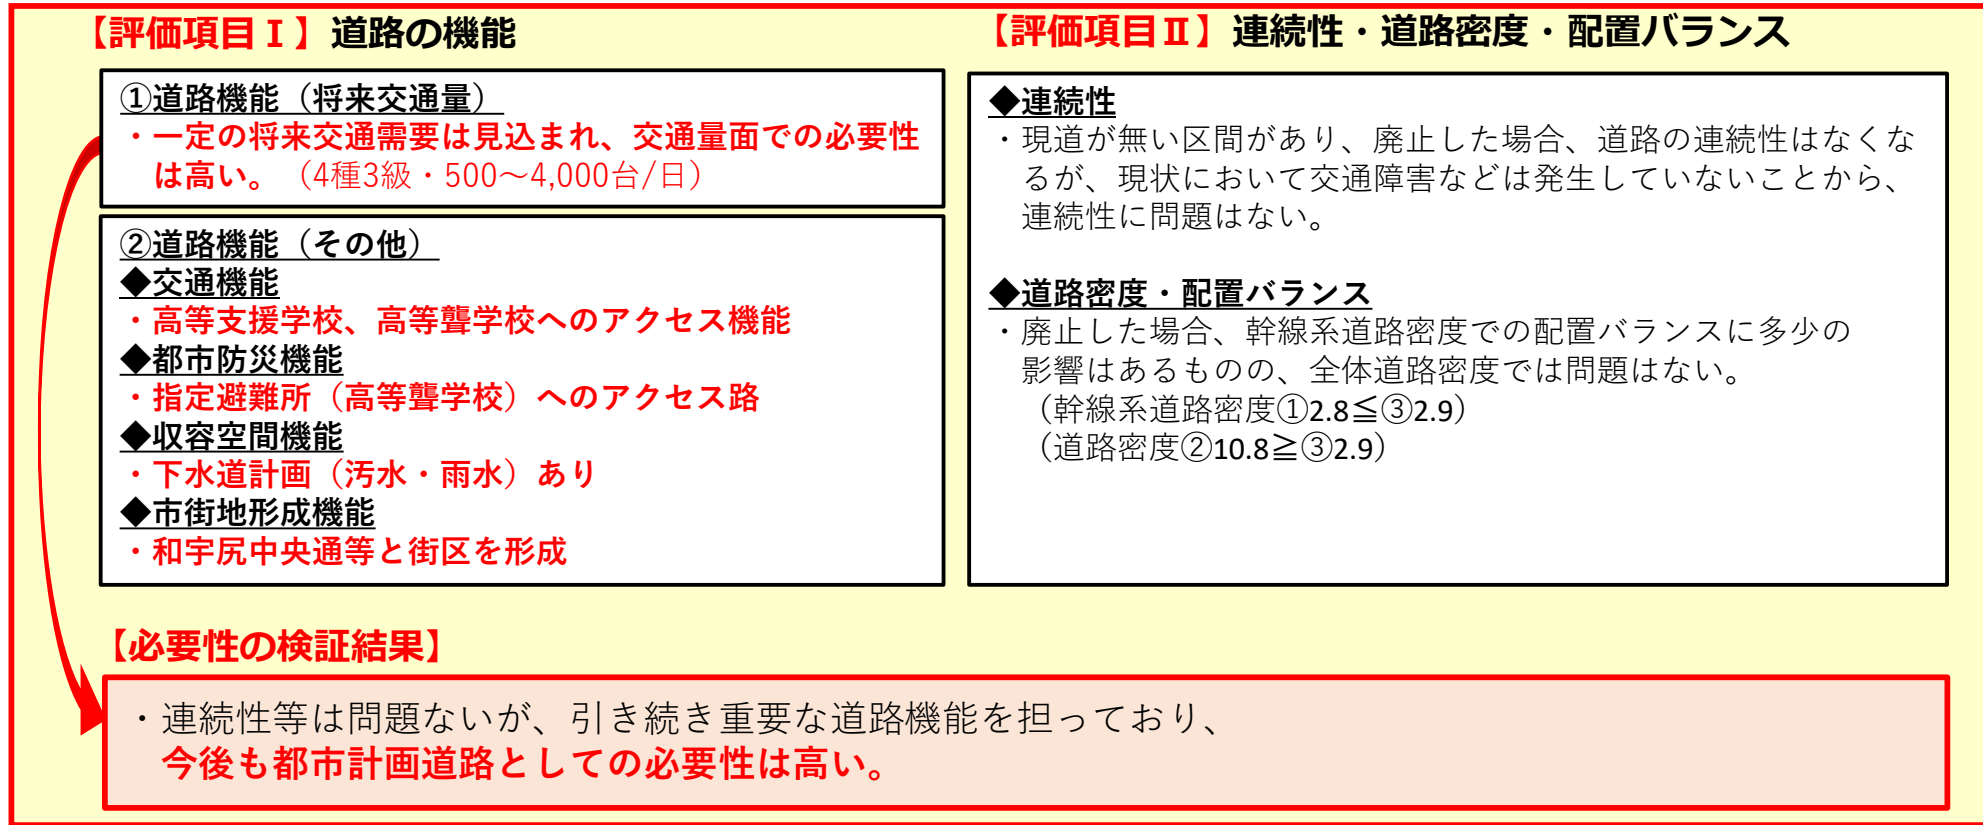 【評価項目Ⅰ】道路の機能
①道路機能（将来交通量）
・一定の将来交通需要は見込まれ、交通量面での必要性
は高い。（4種3級・500～4,000台/日）
②道路機能（その他）
◆交通機能
・高等支援学校、高等聾学校へのアクセス機能
◆都市防災機能
・指定避難所（高等聾学校）へのアクセス路
◆収容空間機能
・下水道計画（汚水・雨水）あり
◆市街地形成機能
・和宇尻中央通等と街区を形成
【評価項目Ⅱ】連続性・道路密度・配置バランス
◆連続性
・現道が無い区間があり、廃止した場合、道路の連続性はなくな
るが、現状において交通障害などは発生していないことから、
連続性に問題はない。
◆道路密度・配置バランス
・廃止した場合、幹線系道路密度での配置バランスに多少の
影響はあるものの、全体道路密度では問題はない。
（幹線系道路密度①2.8≦③2.9）
（道路密度②10.8≧③2.9）
【必要性の検証結果】
・連続性等は問題ないが、引き続き重要な道路機能を担っており、
今後も都市計画道路としての必要性は高い。